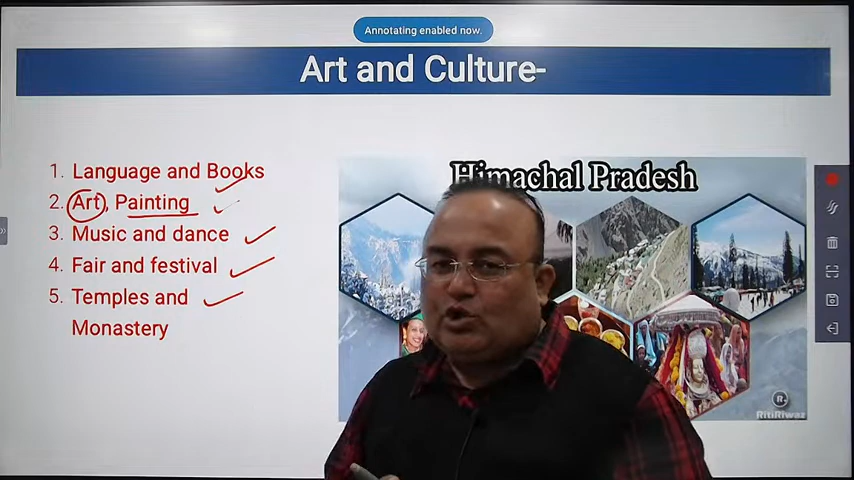 Annotating enabled now.
Art and Culture-
1. Language and Books
2. Art, Painting
3. Music and dance
4. Fair and festival
5. Temples and
Monastery
Himachal Pradesh
R
RitiRiwaz